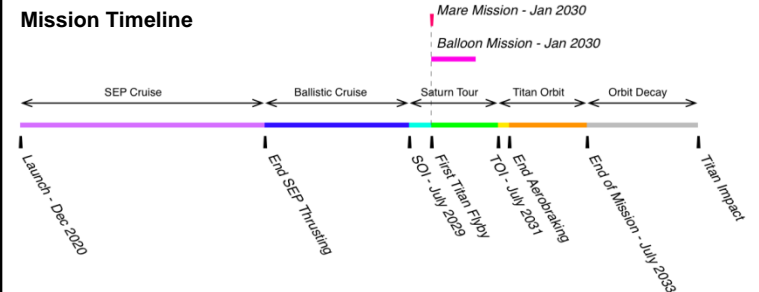 Mission Timeline
Mare Mission - Jan 2030
Balloon Mission - Jan 2030
SEP Cruise
Ballistic Cruise
Saturn Tour
Titan Orbit
Orbit Decay
Launch - Dec 2020
End SEP Thrusting
SOI - July 2029
First Titan Flyby
TOI - July 2031
End Aerobraking
End of Mission - July 2033
Titan Impact